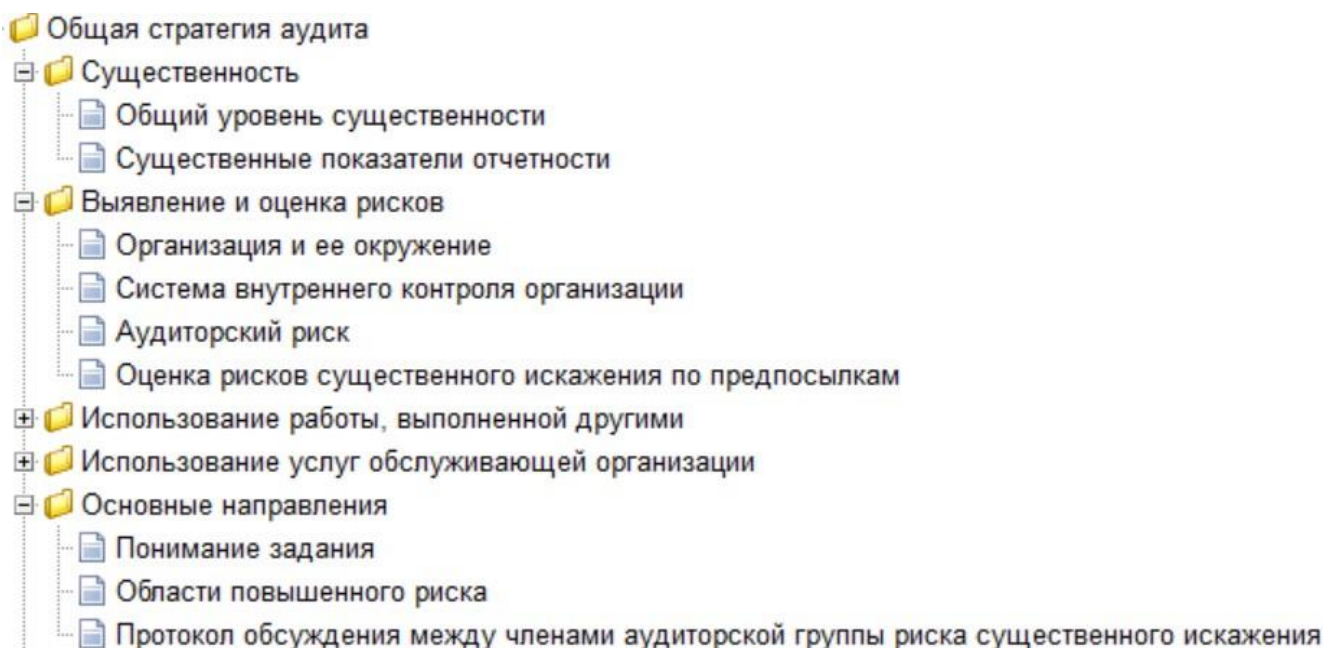 Общая стратегия аудита
Существенность
Общий уровень существенности
Существенные показатели отчетности
Выявление и оценка рисков
Организация и ее окружение
Система внутреннего контроля организации
Аудиторский риск
Оценка рисков существенного искажения по предпосылкам
Использование работы, выполненной другими
Использование услуг обслуживающей организации
Основные направления
Понимание задания
Области повышенного риска
Протокол обсуждения между членами аудиторской группы риска существенного искажения